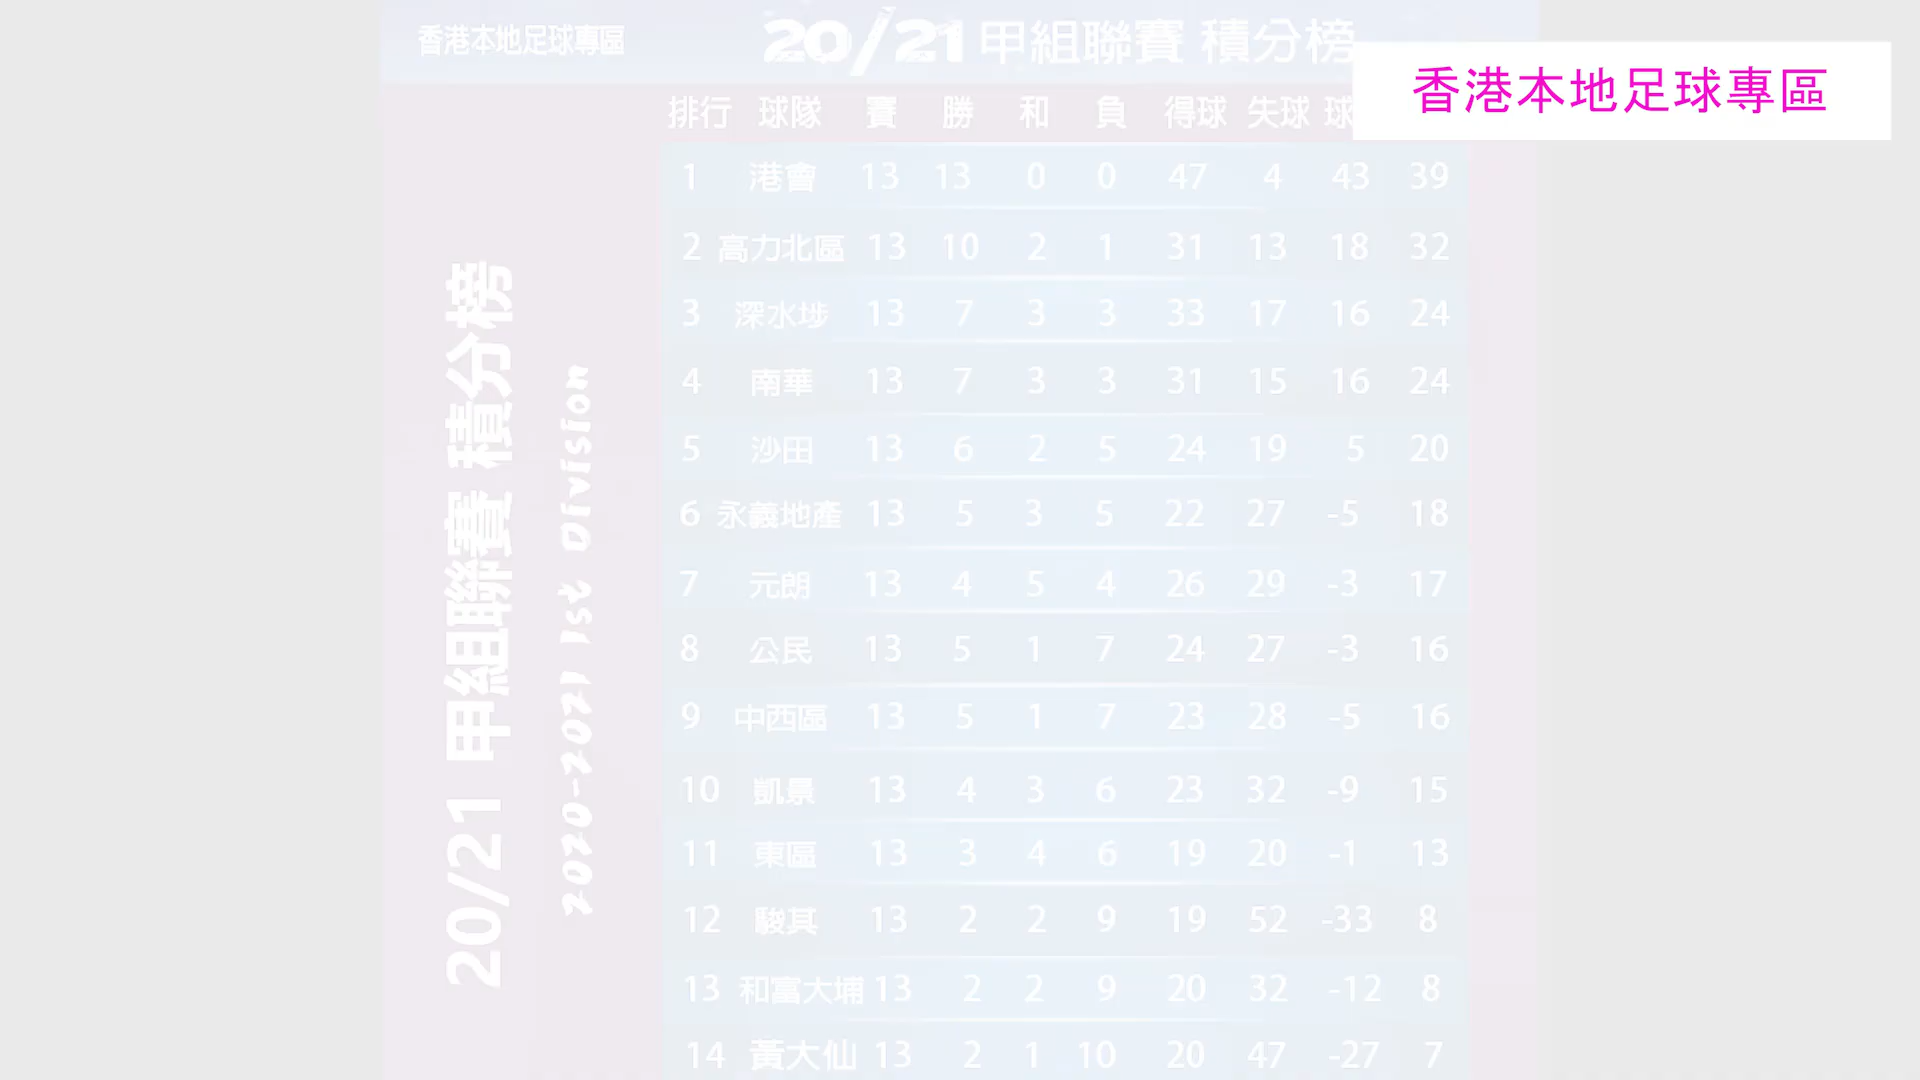 香港本地足球專區
20/21 甲組聯賽 積分榜
香港本地足球專區
排行 球隊 賽 勝 和 負 得球 失球 球
1 港會 13 13 0 0 47 4 43 39
2 高力北區 13 10 2 1 31 13 18 32
3 深水埗 13 7 3 3 33 17 16 24
4 南華 13 7 3 3 31 15 16 24
5 沙田 13 6 2 5 24 19 5 20
6 永義地產 13 5 3 5 22 27 -5 18
7 元朗 13 4 5 4 26 29 -3 17
8 公民 13 5 1 7 24 27 -3 16
9 中西區 13 5 1 7 23 28 -5 16
10 凱景 13 4 3 6 23 32 -9 15
11 東區 13 3 4 6 19 20 -1 13
12 駿其 13 2 2 9 19 52 -33 8
13 和富大埔 13 2 2 9 20 32 -12 8
14 黃大仙 13 2 1 10 20 47 -27 7
20/21 甲組聯賽 積分榜
2020-2021 1st Division